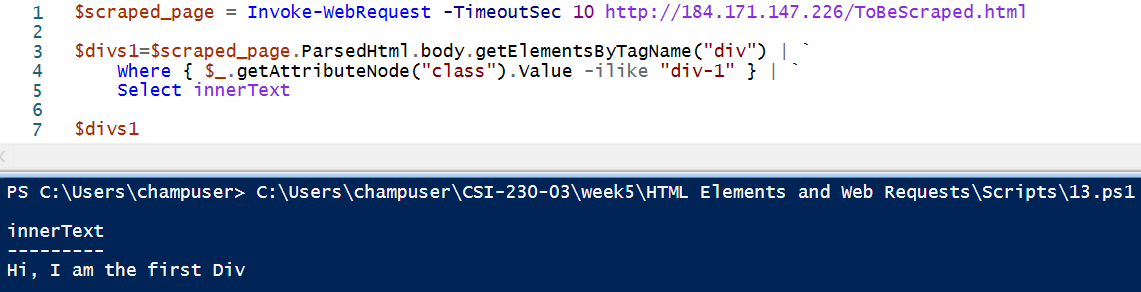 1 $scraped_page = Invoke-WebRequest -TimeoutSec 10 http://184.171.147.226/ToBeScraped.html
2
3 $divs1=$scraped_page.ParsedHtml.body.getElementsByTagName("div") | `
4 Where { $_.getAttributeNode("class").Value -ilike "div-1" } | `
5 Select innerText
6
7 $divs1
PS C:\Users\champuser> C:\Users\champuser\CSI-230-03\week5\HTML Elements and Web Requests\Scripts\13.ps1
innerText
---------
Hi, I am the first Div